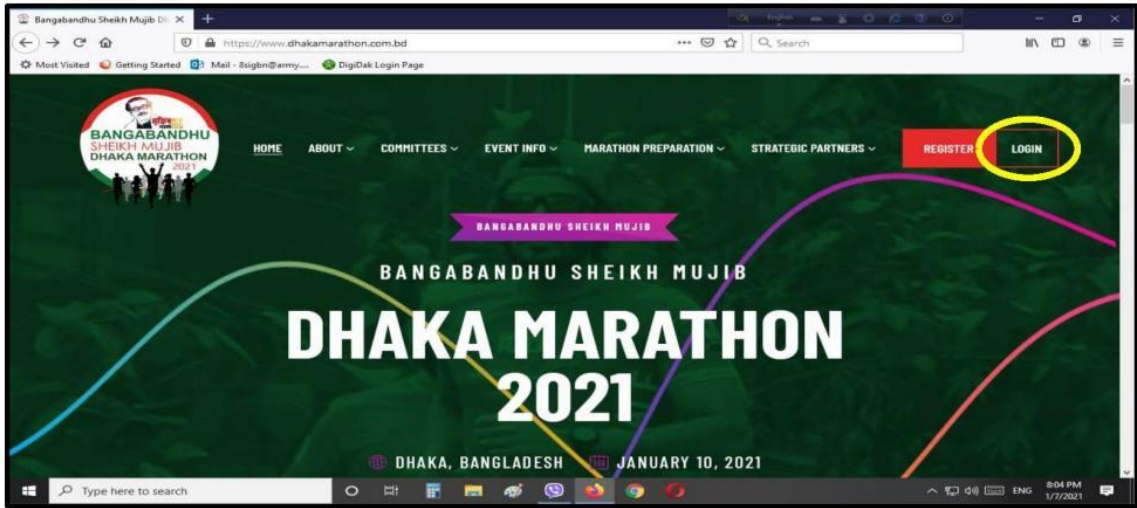 Bangabandhu Sheikh Mujib Dh
https://www.dhakamarathon.com.bd
Search
Most Visited Getting Started Mail - 8sigbn@army.... DigiDak Login Page
BANGABANDHU
SHEIKH MUJIB
DHAKA MARATHON
2021
HOME ABOUT COMMITTEES EVENT INFO MARATHON PREPARATION STRATEGIC PARTNERS REGISTER LOGIN
BANGABANDHU SHEIKH MUJIB
BANGABANDHU SHEIKH MUJIB
DHAKA MARATHON
2021
DHAKA, BANGLADESH JANUARY 10, 2021
Type here to search ENG 8:04 PM
1/7/2021